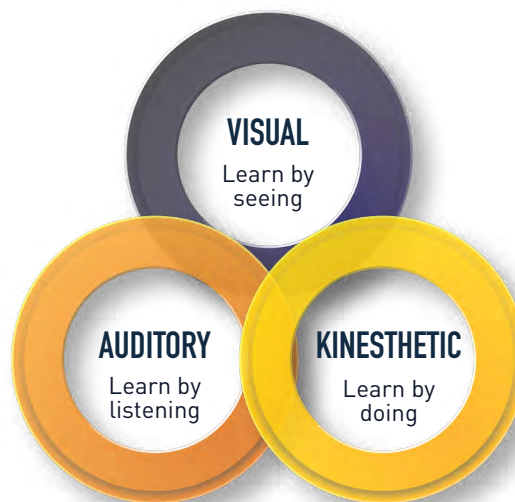 VISUAL
Learn by
seeing
AUDITORY
Learn by
listening
KINESTHETIC
Learn by
doing